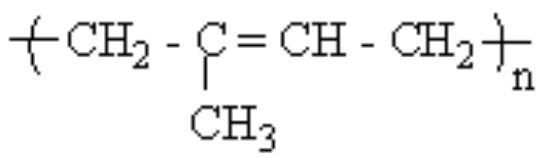 ( CH₂ - C = CH - CH₂ )n
CH₃